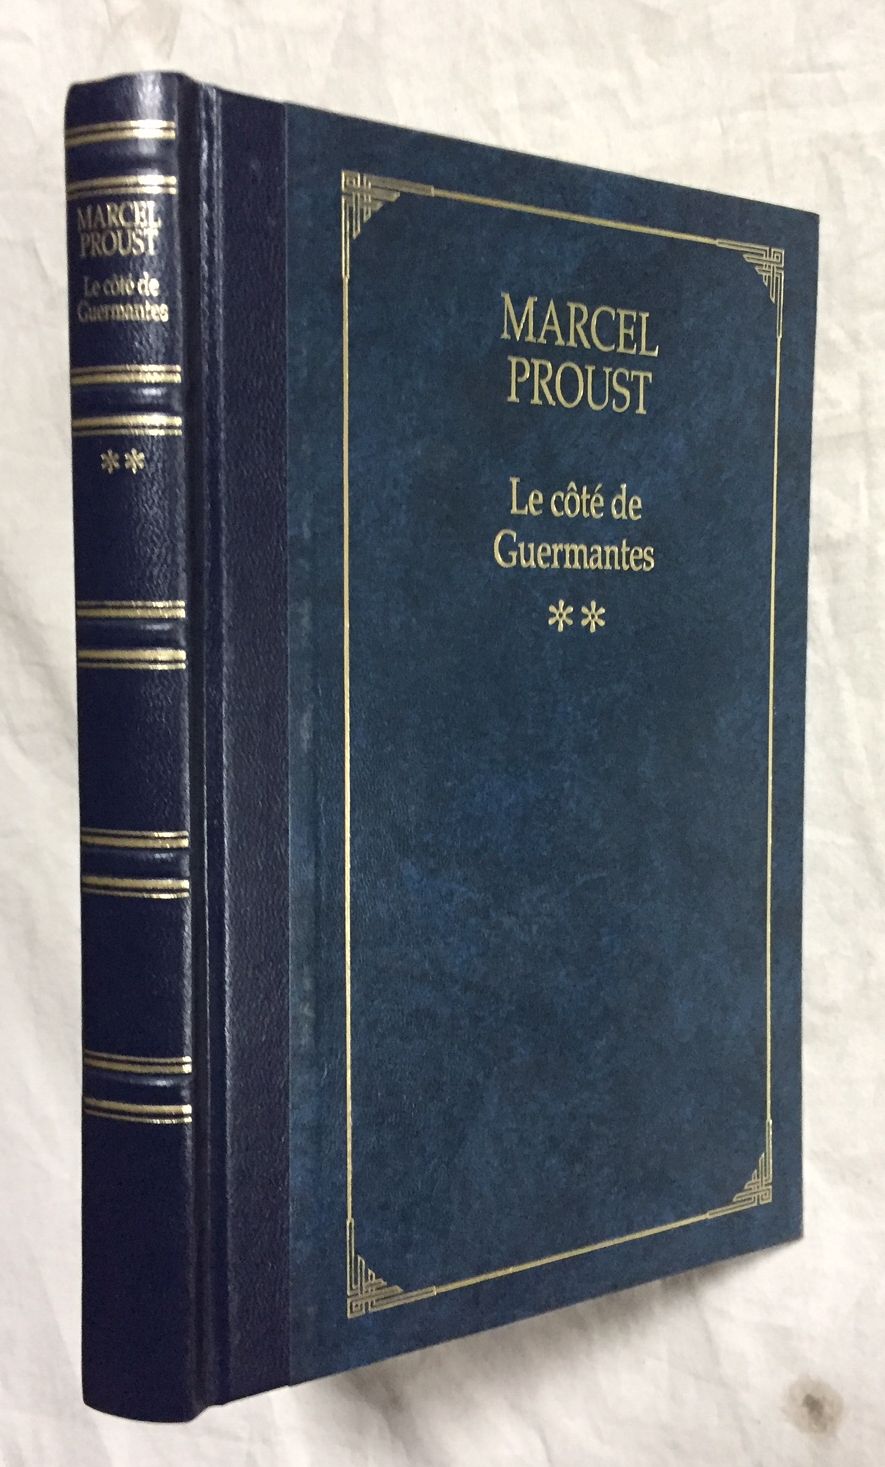 MARCEL
PROUST
Le côté de
Guermantes
**
MARCEL
PROUST
Le côté de
Guermantes
**